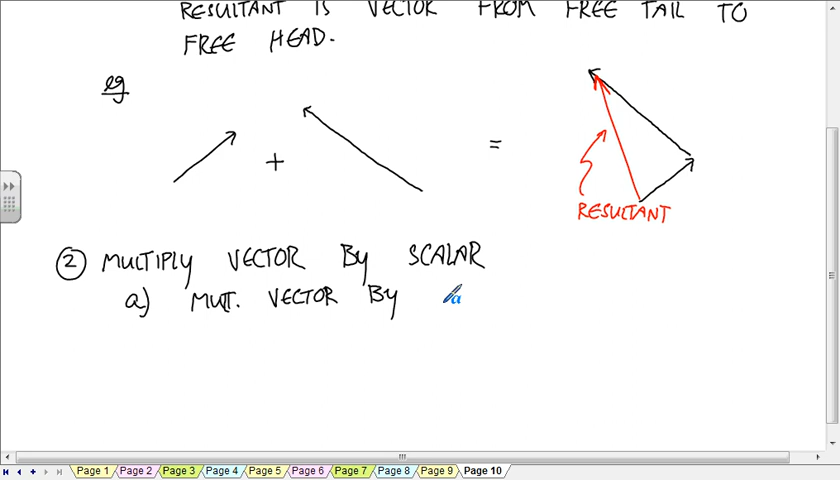 RESULTANT IS VECTOR FROM FREE TAIL TO
FREE HEAD.
eg
+
=
RESULTANT
② MULTIPLY VECTOR By SCALAR
a) MULT. VECTOR By
Page 1 Page 2 Page 3 Page 4 Page 5 Page 6 Page 7 Page 8 Page 9 Page 10